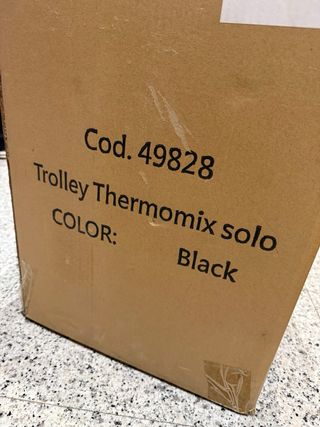 Cod. 49828
Trolley Thermomix solo
COLOR: Black